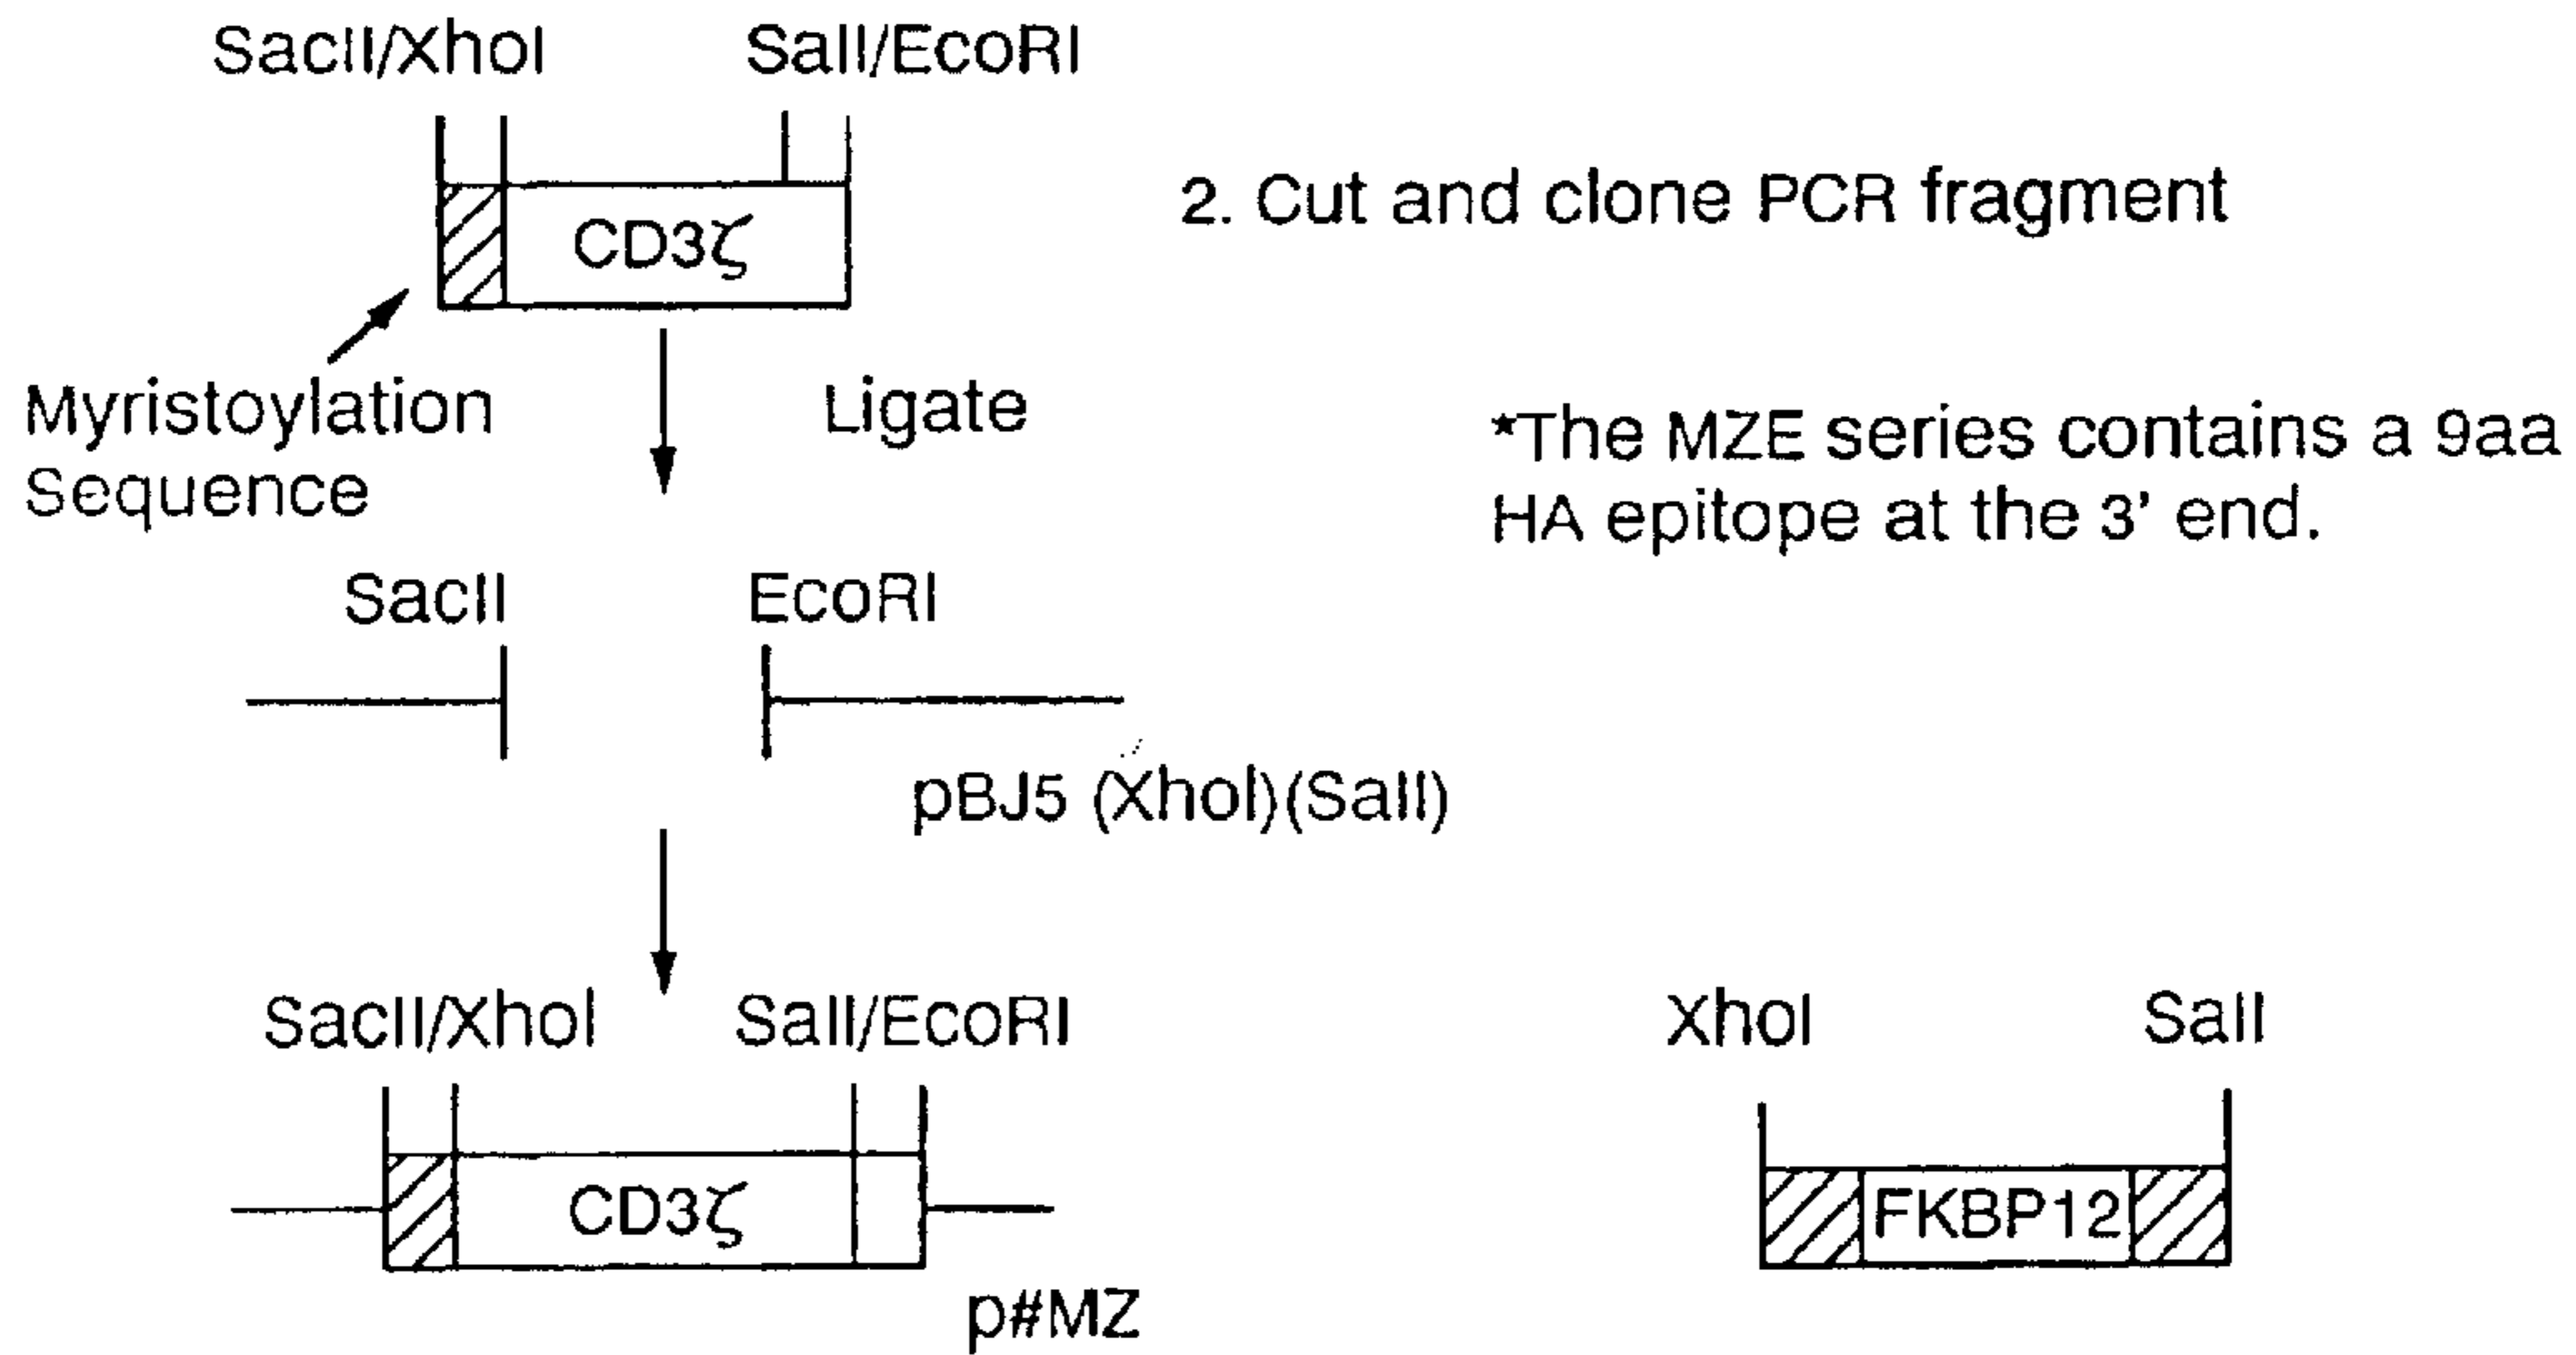 SacII/XhoI
SalI/EcoRI
2. Cut and clone PCR fragment
CD3ζ
Myristoylation
Sequence
Ligate
*The MZE series contains a 9aa
HA epitope at the 3' end.
SacII
EcoRI
pBJ5 (XhoI)(SalI)
SacII/XhoI
SalI/EcoRI
XhoI
SalI
CD3ζ
FKBP12
p#MZ